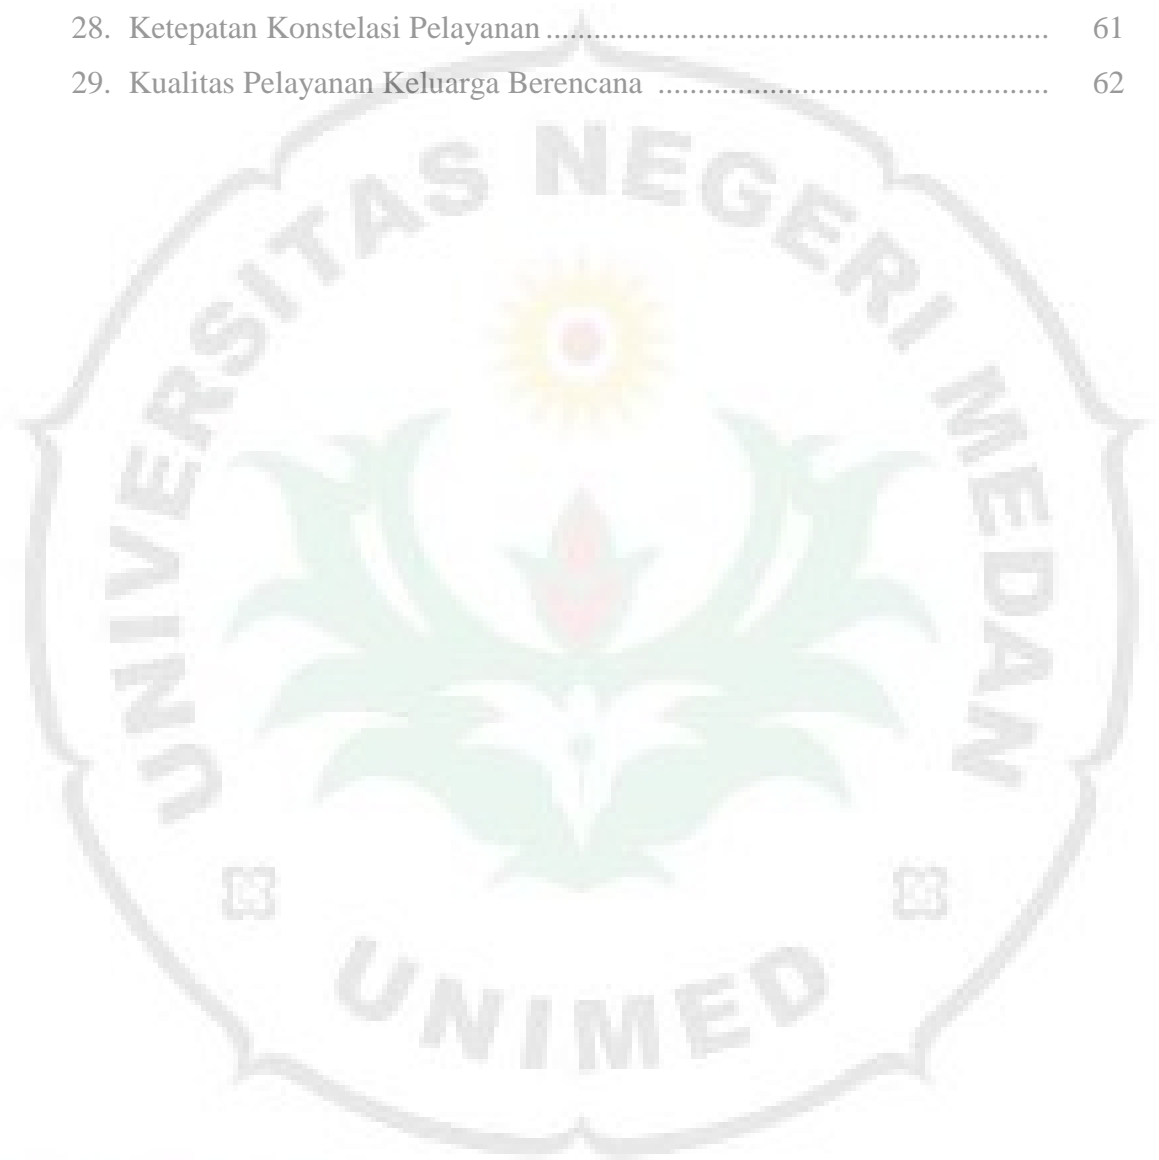 28. Ketepatan Konstelasi Pelayanan ............................................................... 61
29. Kualitas Pelayanan Keluarga Berencana ................................................. 62
UNIVERSITAS NEGERI MEDAN
UNIMED